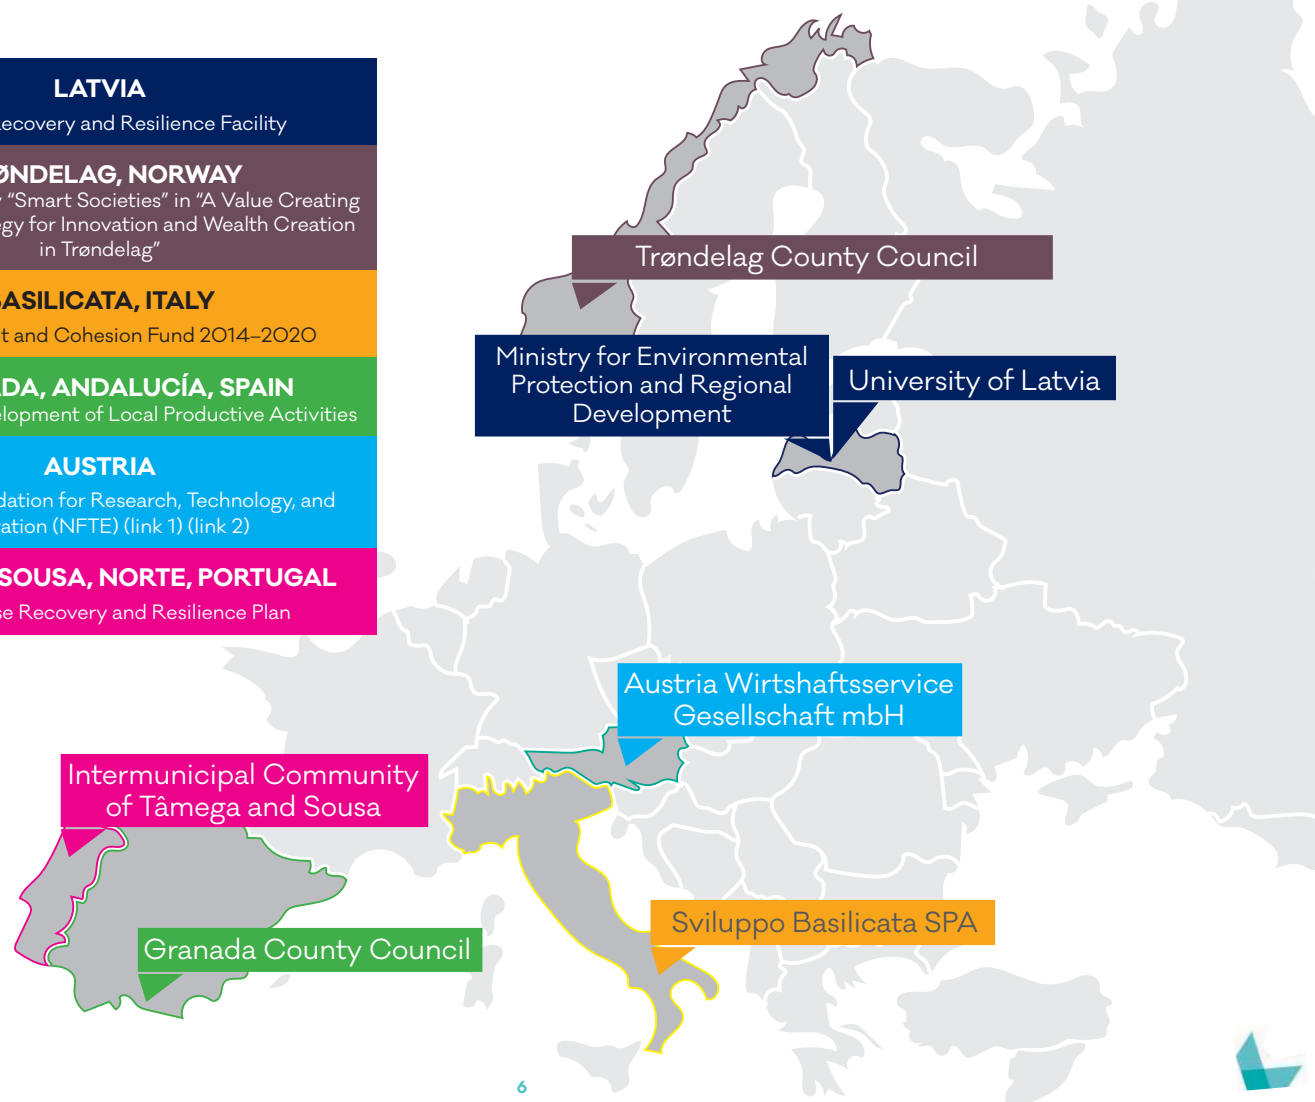 LATVIA
ecovery and Resilience Facility
ØNDELAG, NORWAY
“Smart Societies” in “A Value Creating
egy for Innovation and Wealth Creation
in Trøndelag”
BASILICATA, ITALY
t and Cohesion Fund 2014–2020
ADA, ANDALUCÍA, SPAIN
elopment of Local Productive Activities
AUSTRIA
dation for Research, Technology, and
ation (NFTE) (link 1) (link 2)
SOUSA, NORTE, PORTUGAL
se Recovery and Resilience Plan
Trøndelag County Council
Ministry for Environmental
Protection and Regional
Development
University of Latvia
Austria Wirtshaftsservice
Gesellschaft mbH
Intermunicipal Community
of Tâmega and Sousa
Sviluppo Basilicata SPA
Granada County Council
6